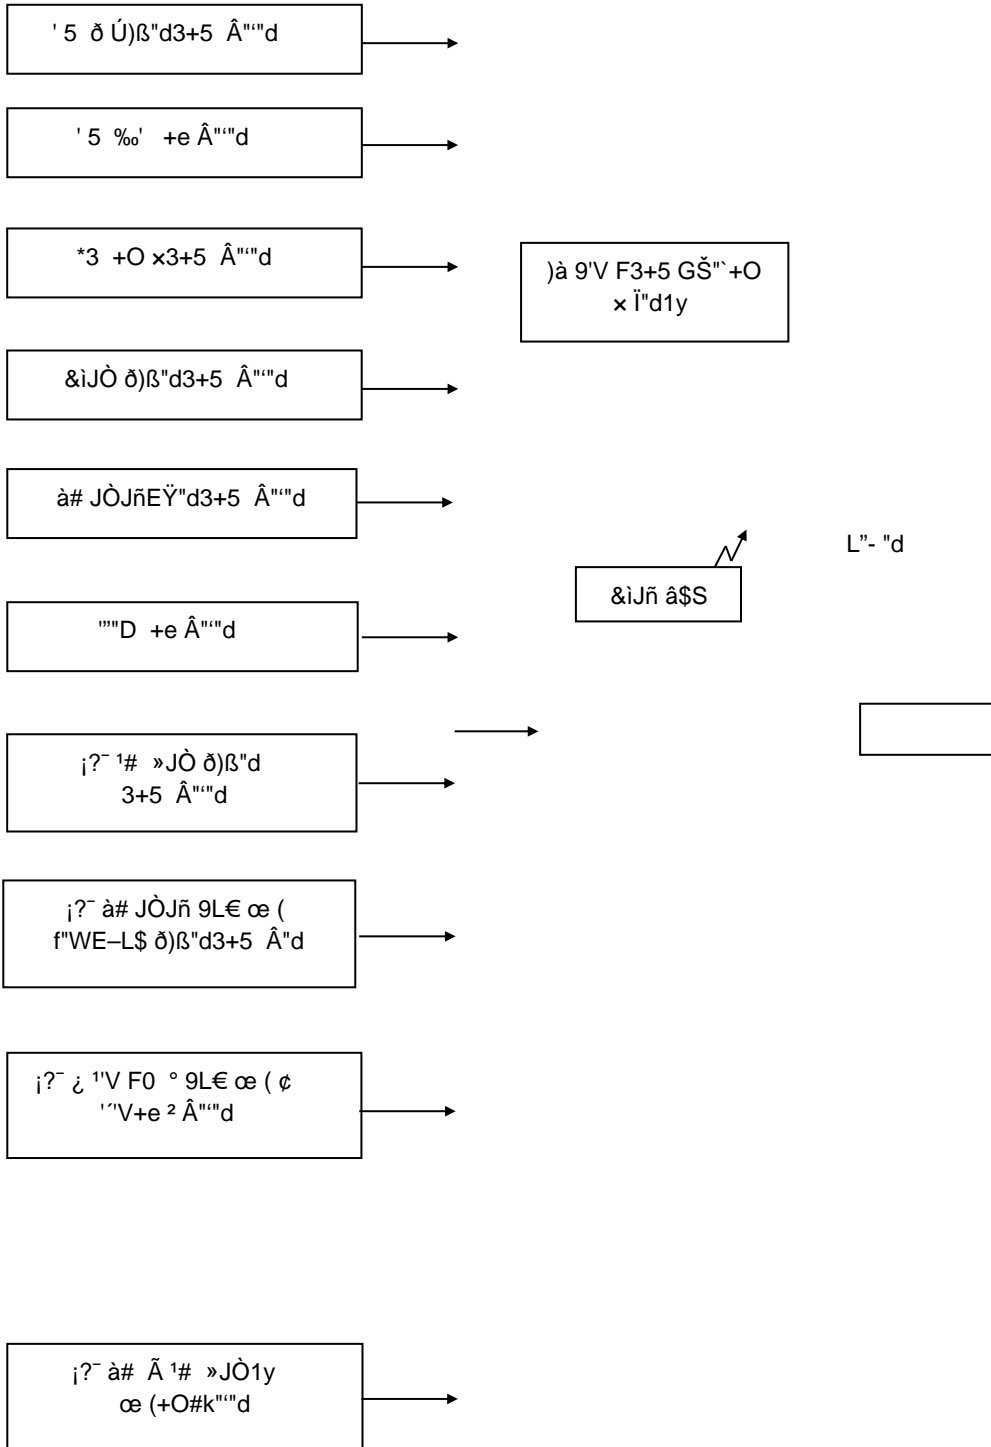 ' 5 ð Ú)ß"d3+5 Â"‘"d
' 5 ‰' +e Â"‘"d
*3 +O ×3+5 Â"‘"d
)à 9'V F3+5 GŠ"`+O
× Ï"d1y
&ìJÒ ð)ß"d3+5 Â"‘"d
à# JÒJñEŸ"d3+5 Â"‘"d
L”- "d
&ìJñ â$S
'”"D +e Â"‘"d
¡?¯ ¹# »JÒ ð)ß"d
3+5 Â"‘"d
¡?¯ à# JÒJñ 9L€ œ (
f"WE–L$ ð)ß"d3+5 Â"d
¡?¯ ¿ ¹'V F0 ° 9L€ œ ( ¢
'´'V+e ² Â"‘"d
¡?¯ à# Ã ¹# »JÒ1y
œ (+O#k"‘"d